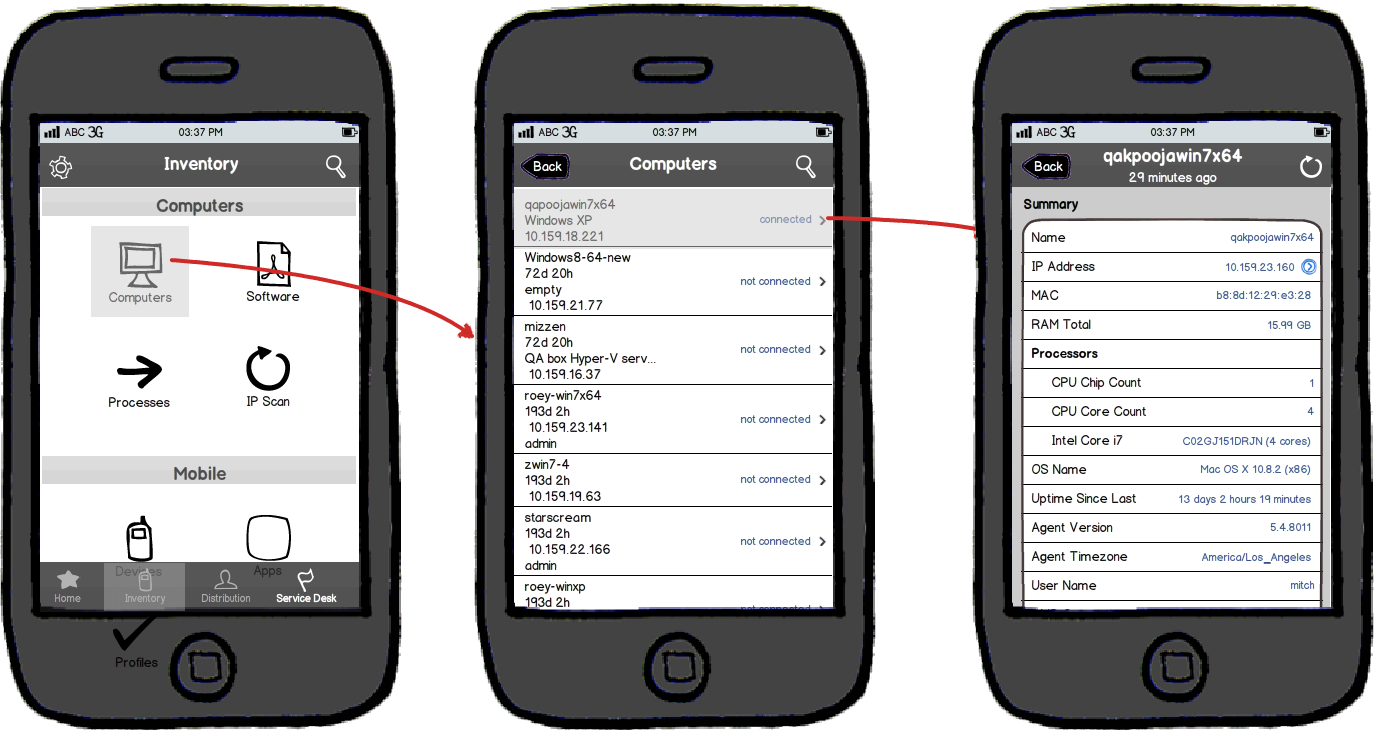 ABC 3G 03:37 PM
Inventory
Computers
Computers Software
Processes IP Scan
Mobile
Devices Apps
Home Inventory Distribution Service Desk
Profiles
ABC 3G 03:37 PM
Back Computers
qapoojawin7x64
Windows XP connected
10.159.18.221
Windows8-64-new
72d 20h
empty not connected
10.159.21.77
mizzen
72d 20h not connected
QA box Hyper-V serv...
10.159.16.37
roey-win7x64
193d 2h not connected
10.159.23.141
admin
zwin7-4
193d 2h not connected
10.159.19.63
starscream
193d 2h
10.159.22.166 not connected
admin
roey-winxp
193d 2h not connected
ABC 3G 03:37 PM
Back qakpoojawin7x64
29 minutes ago
Summary
Name qakpoojawin7x64
IP Address 10.159.23.160
MAC b8:8d:12:29:e3:28
RAM Total 15.99 GB
Processors
CPU Chip Count 1
CPU Core Count 4
Intel Core i7 C02GJ151DRJN (4 cores)
OS Name Mac OS X 10.8.2 (x86)
Uptime Since Last 13 days 2 hours 19 minutes
Agent Version 5.4.8011
Agent Timezone America/Los_Angeles
User Name mitch